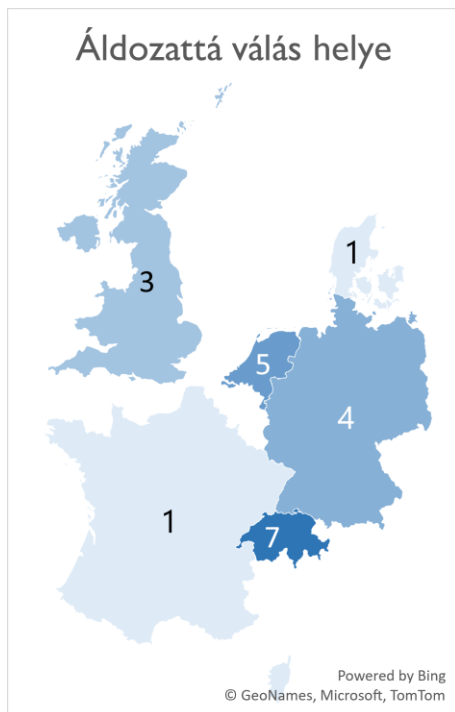 Áldozattá válás helye
1
3
5
4
1
7
Powered by Bing
© GeoNames, Microsoft, TomTom